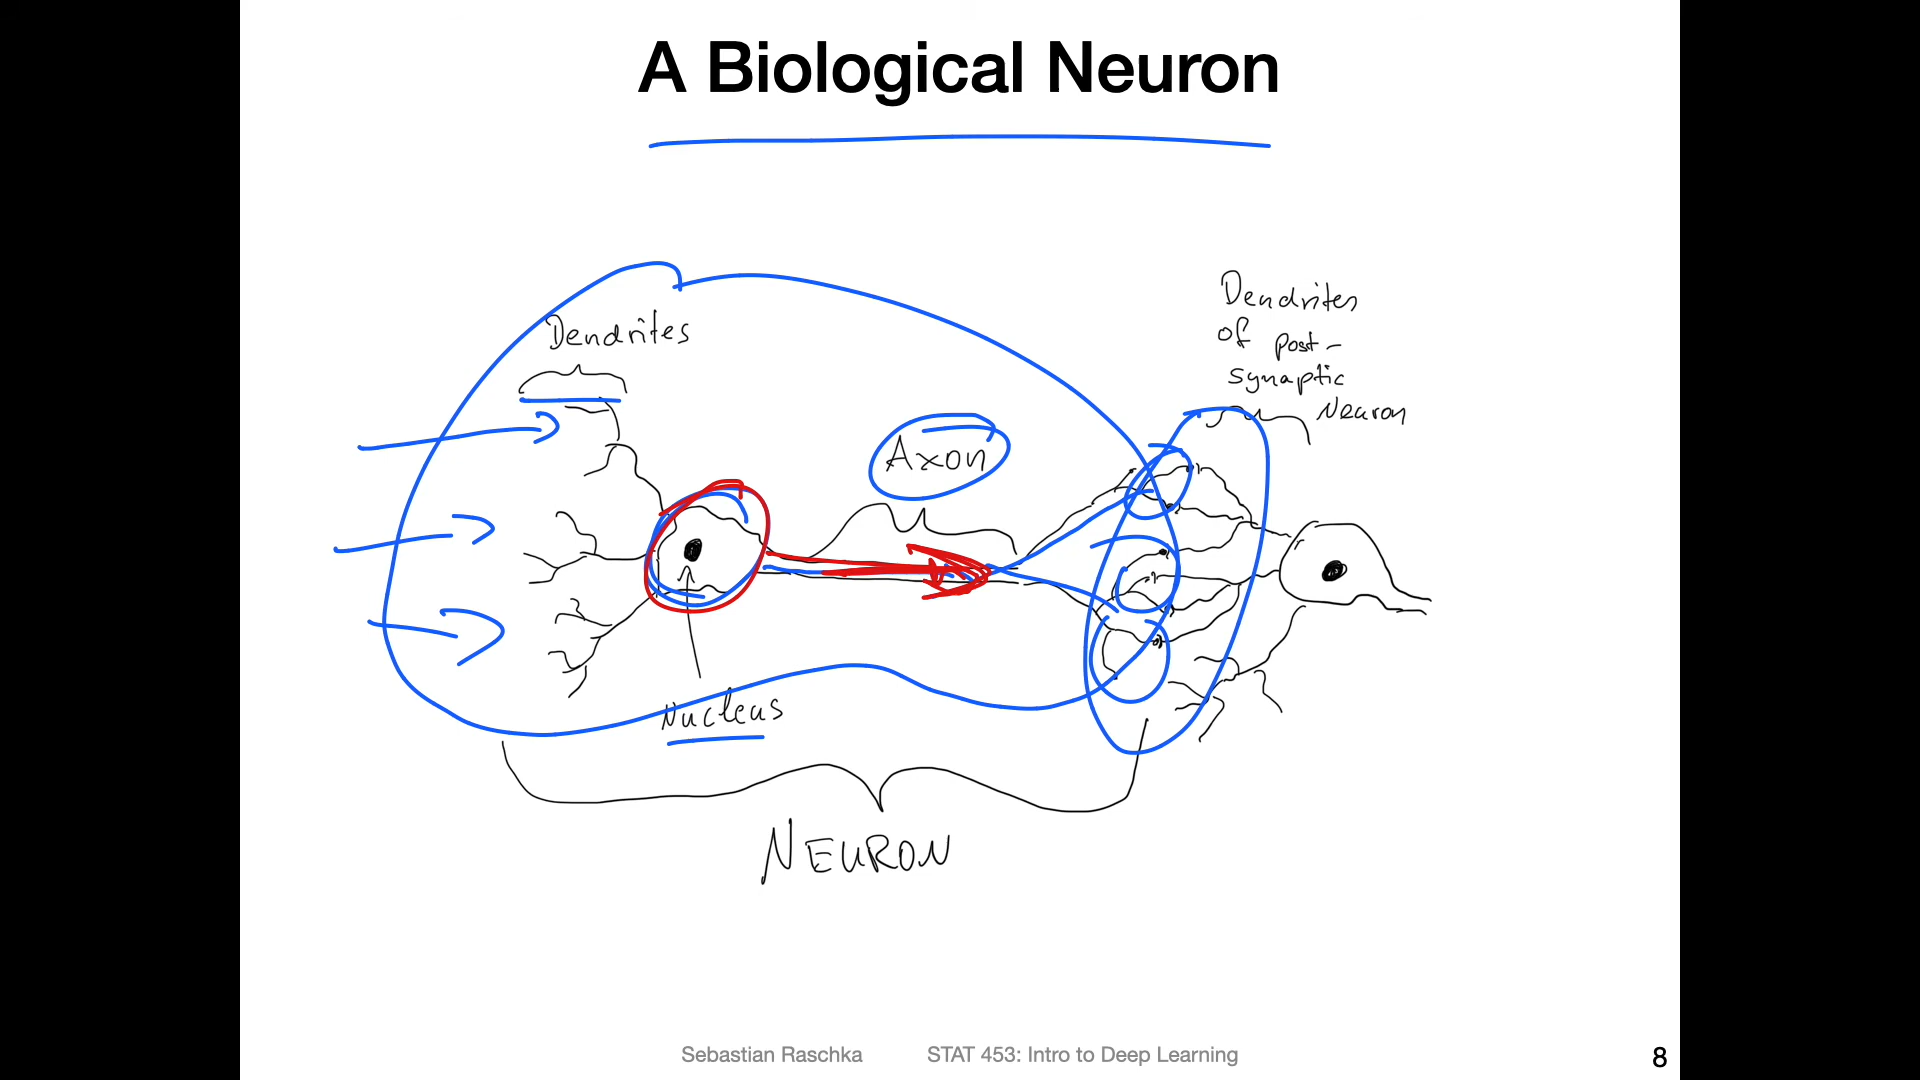 A Biological Neuron
Dendrites
Axon
Dendrites
of post-
synaptic
Neuron
Nucleus
NEURON
Sebastian Raschka
STAT 453: Intro to Deep Learning
8